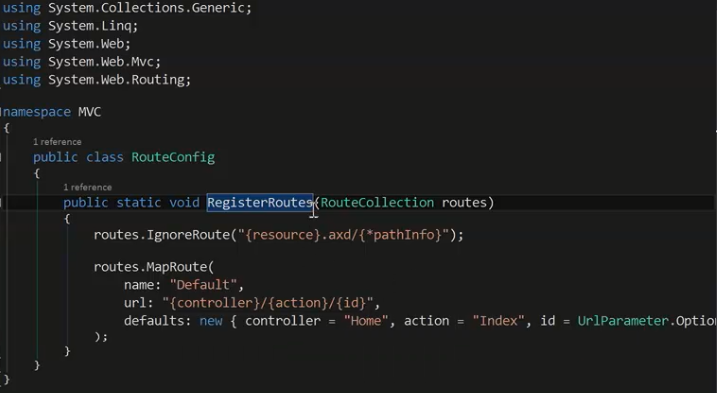 using System.Collections.Generic;
using System.Linq;
using System.Web;
using System.Web.Mvc;
using System.Web.Routing;
namespace MVC
{
1 reference
public class RouteConfig
{
1 reference
public static void RegisterRoutes(RouteCollection routes)
{
routes.IgnoreRoute("{resource}.axd/{*pathInfo}");
routes.MapRoute(
name: "Default",
url: "{controller}/{action}/{id}",
defaults: new { controller = "Home", action = "Index", id = UrlParameter.Optio
);
}
}
}